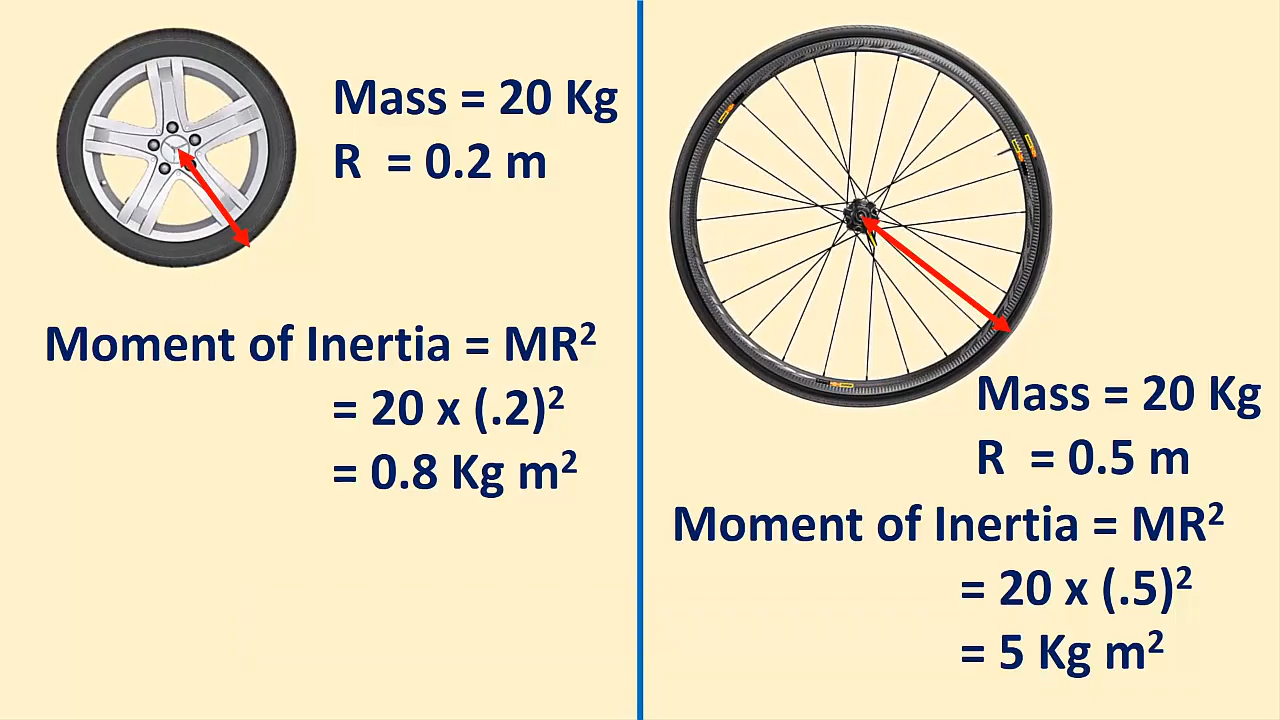 Mass = 20 Kg
R = 0.2 m
Moment of Inertia = MR²
= 20 x (.2)²
= 0.8 Kg m²
Mass = 20 Kg
R = 0.5 m
Moment of Inertia = MR²
= 20 x (.5)²
= 5 Kg m²